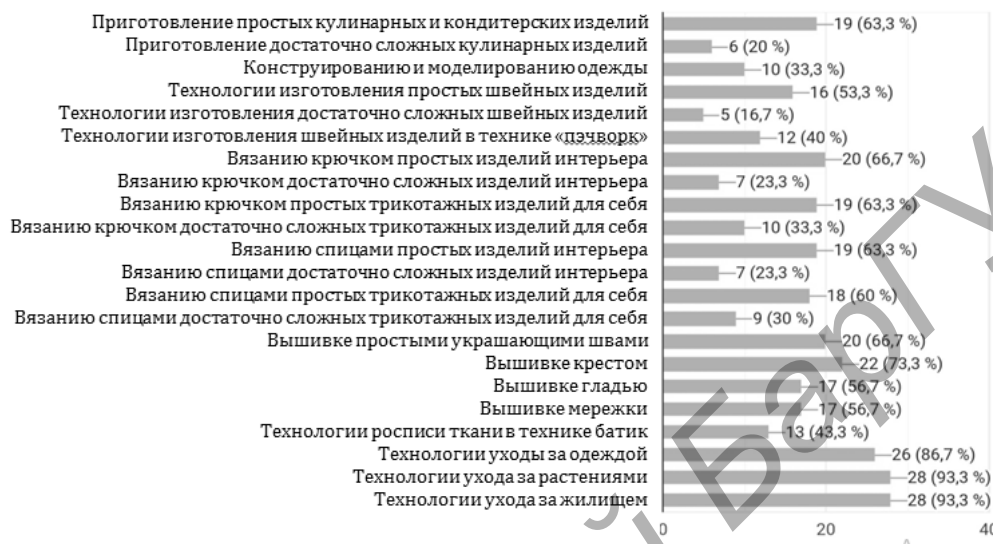 Приготовление простых кулинарных и кондитерских изделий 19 (63,3 %)
Приготовление достаточно сложных кулинарных изделий 6 (20 %)
Конструированию и моделированию одежды 10 (33,3 %)
Технологии изготовления простых швейных изделий 16 (53,3 %)
Технологии изготовления достаточно сложных швейных изделий 5 (16,7 %)
Технологии изготовления швейных изделий в технике «пэчворк» 12 (40 %)
Вязанию крючком простых изделий интерьера 20 (66,7 %)
Вязанию крючком достаточно сложных изделий интерьера 7 (23,3 %)
Вязанию крючком простых трикотажных изделий для себя 19 (63,3 %)
Вязанию крючком достаточно сложных трикотажных изделий для себя 10 (33,3 %)
Вязанию спицами простых изделий интерьера 19 (63,3 %)
Вязанию спицами достаточно сложных изделий интерьера 7 (23,3 %)
Вязанию спицами простых трикотажных изделий для себя 18 (60 %)
Вязанию спицами достаточно сложных трикотажных изделий для себя 9 (30 %)
Вышивке простыми украшающими швами 20 (66,7 %)
Вышивке крестом 22 (73,3 %)
Вышивке гладью 17 (56,7 %)
Вышивке мережки 17 (56,7 %)
Технологии росписи ткани в технике батик 13 (43,3 %)
Технологии уходы за одеждой 26 (86,7 %)
Технологии ухода за растениями 28 (93,3 %)
Технологии ухода за жилищем 28 (93,3 %)
0 20 40
й БарГУ